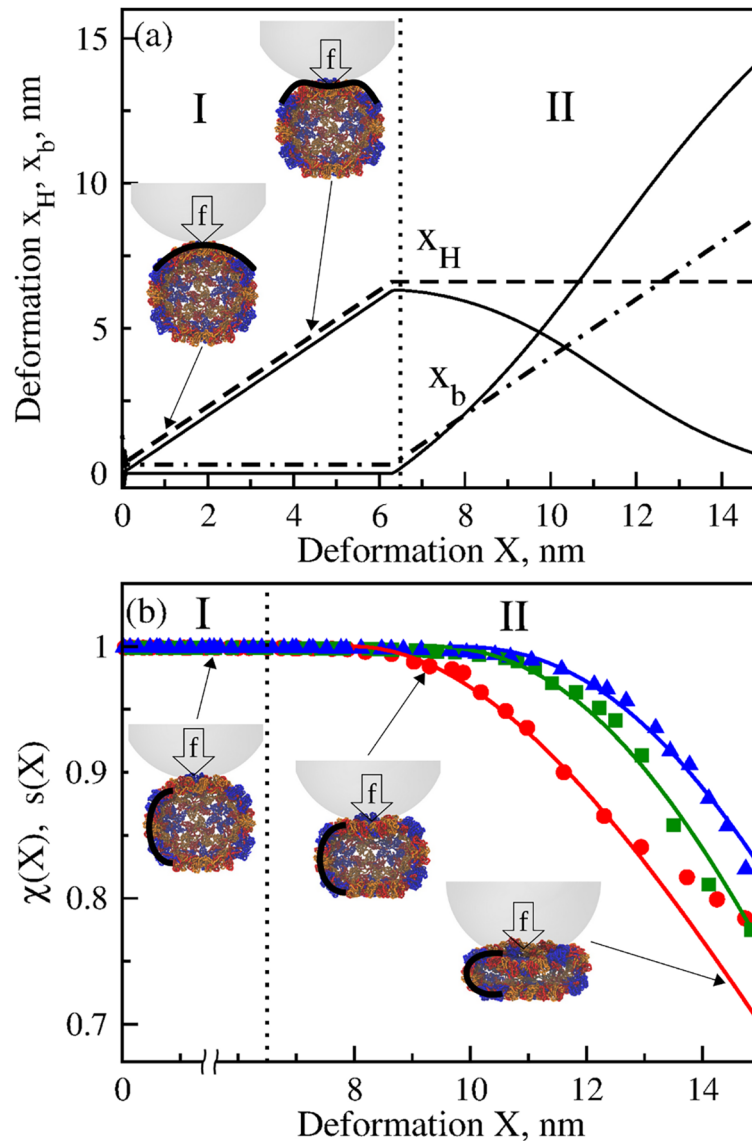 (a)
I
II
f
f
x_H
x_b
15
10
5
0
Deformation x_H, x_b, nm
0 2 4 6 8 10 12 14
Deformation X, nm
(b)
I
II
f
f
f
1
0.9
0.8
0.7
χ(X), s(X)
0 8 10 12 14
Deformation X, nm